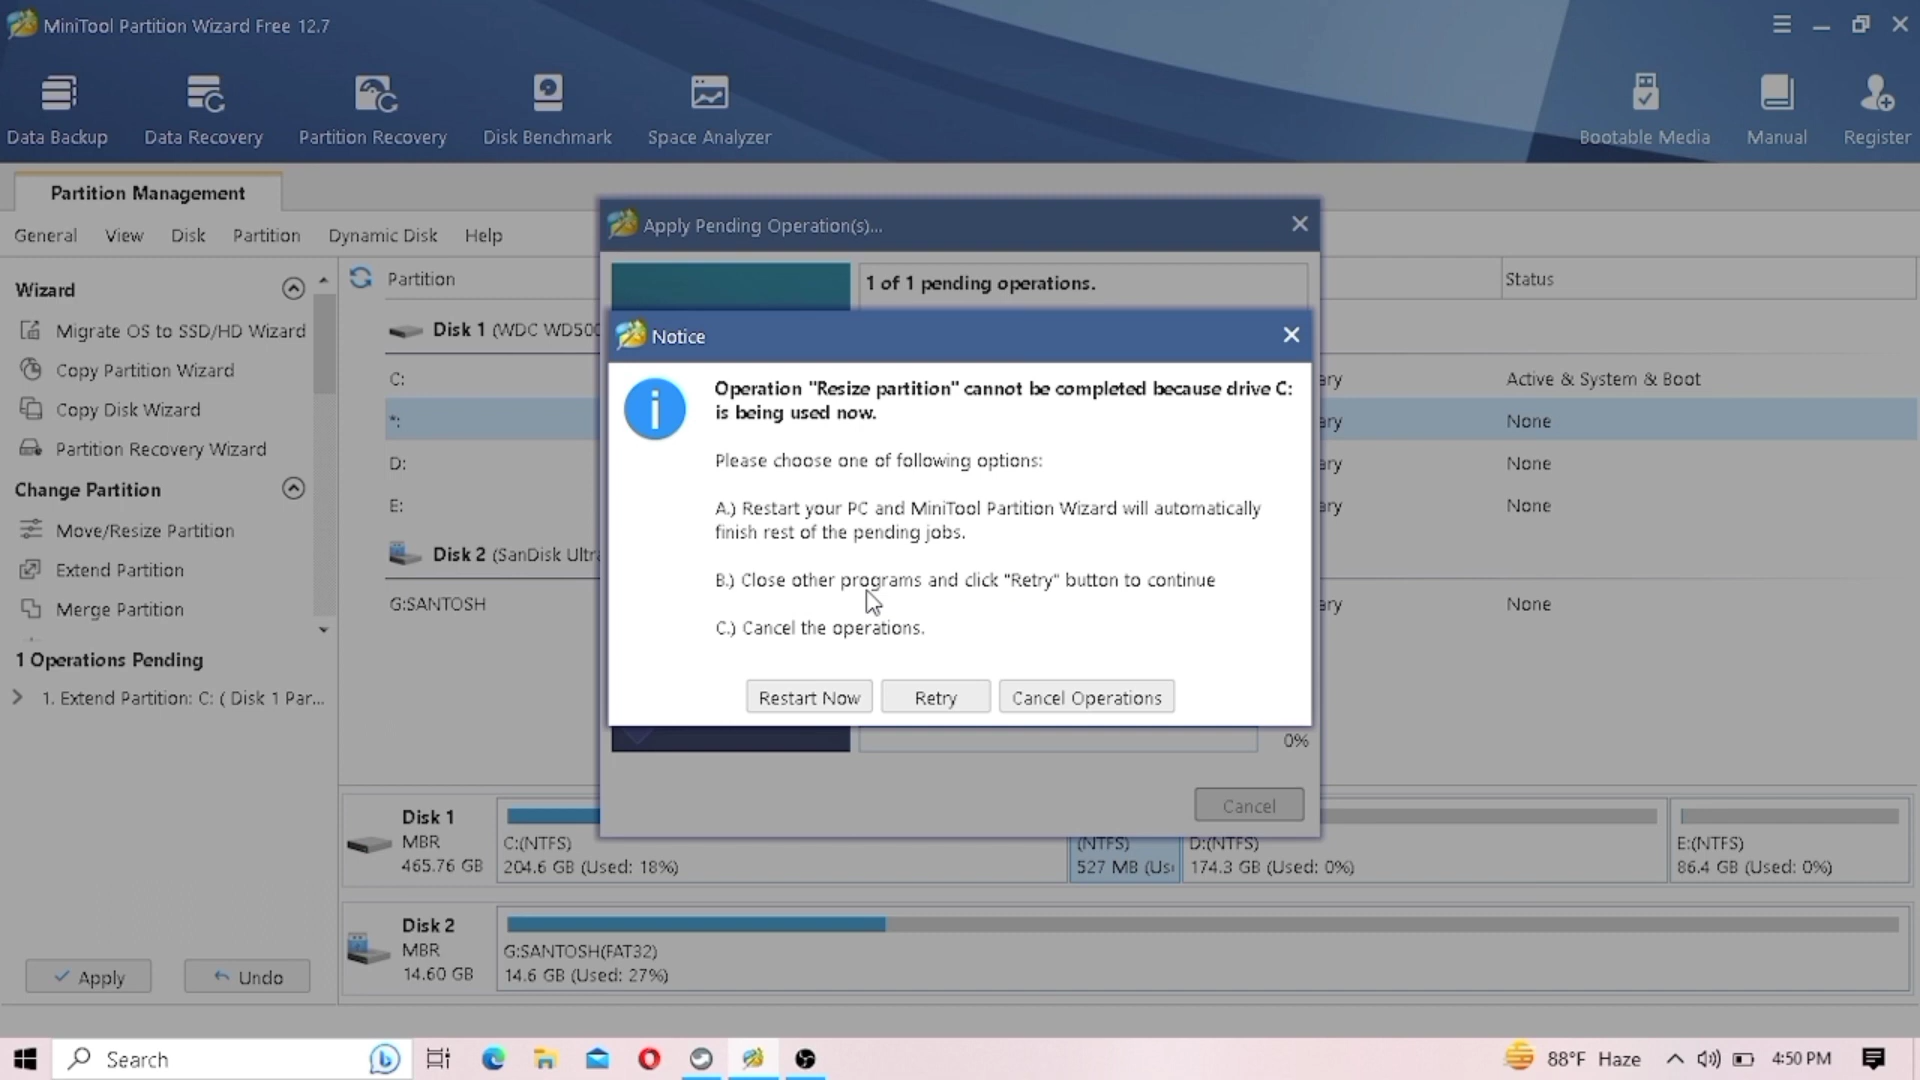 MiniTool Partition Wizard Free 12.7
Data Backup
Data Recovery
Partition Recovery
Disk Benchmark
Space Analyzer
Bootable Media
Manual
Register
Partition Management
General View Disk Partition Dynamic Disk Help
Wizard
Migrate OS to SSD/HD Wizard
Copy Partition Wizard
Copy Disk Wizard
Partition Recovery Wizard
Change Partition
Move/Resize Partition
Extend Partition
Merge Partition
1 Operations Pending
1. Extend Partition: C: ( Disk 1 Par...
Apply
Undo
Partition
Status
Disk 1
C:
Active & System & Boot
*:
None
D:
None
E:
None
Disk 2
G:SANTOSH
None
Apply Pending Operation(s)...
1 of 1 pending operations.
Notice
Operation "Resize partition" cannot be completed because drive C:
is being used now.
Please choose one of following options:
A.) Restart your PC and MiniTool Partition Wizard will automatically
finish rest of the pending jobs.
B.) Close other programs and click "Retry" button to continue
C.) Cancel the operations.
Restart Now
Retry
Cancel Operations
0%
Cancel
Disk 1
MBR
465.76 GB
C:(NTFS)
204.6 GB (Used: 18%)
(NTFS)
527 MB
D:(NTFS)
174.3 GB (Used: 0%)
E:(NTFS)
86.4 GB (Used: 0%)
Disk 2
MBR
14.60 GB
G:SANTOSH(FAT32)
14.6 GB (Used: 27%)
Search
88°F Haze
4:50 PM